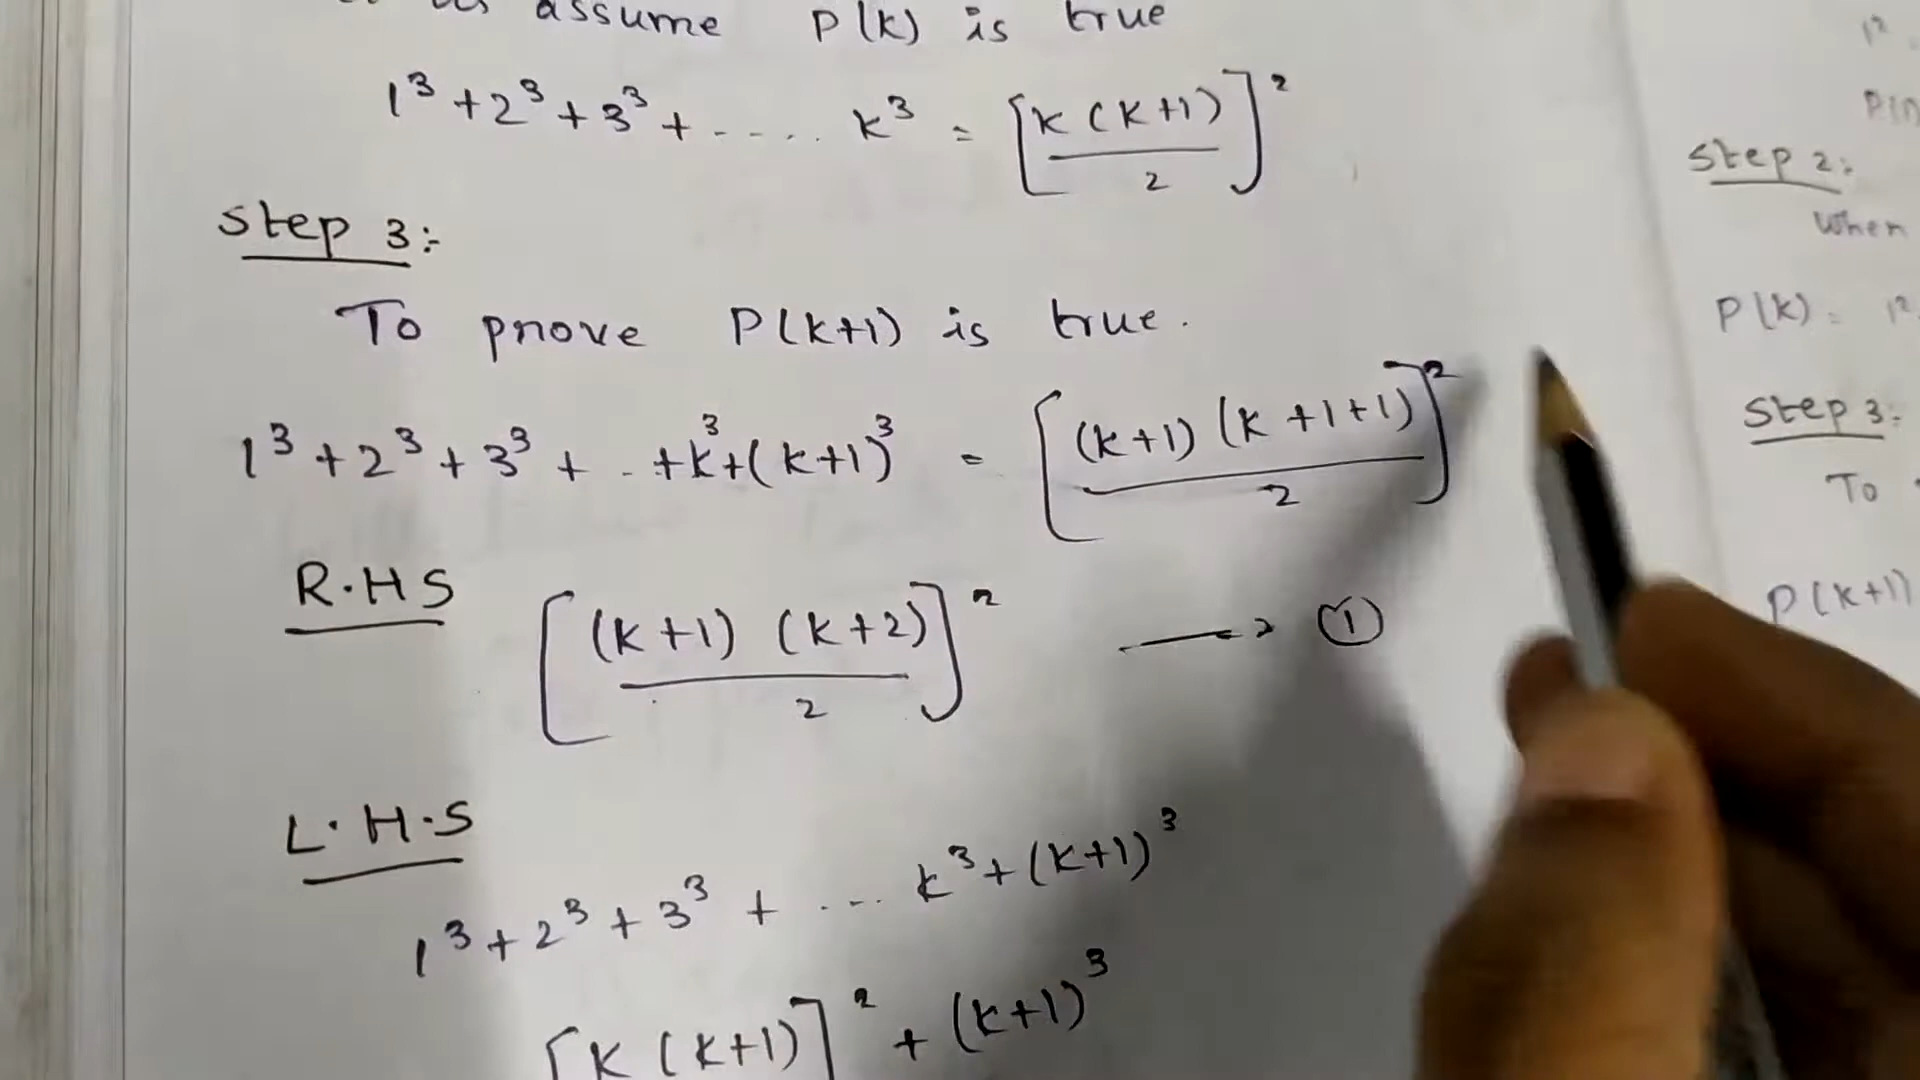 assume P(k) is true
1³ + 2³ + 3³ + - - . . . k³ = [k (k+1) / 2]²
Step 3:-
To prove P(k+1) is true.
1³ + 2³ + 3³ + . . + k³ + (k+1)³ = [(k+1) (k+1+1) / 2]²
R.H S [(k+1) (k+2) / 2]² → ①
L.H.S
1³ + 2³ + 3³ + . . . k³ + (k+1)³
[k (k+1)]² + (k+1)³
1²
Step 2:
When
P(k) = 1²
Step 3:
To
P(k+1)